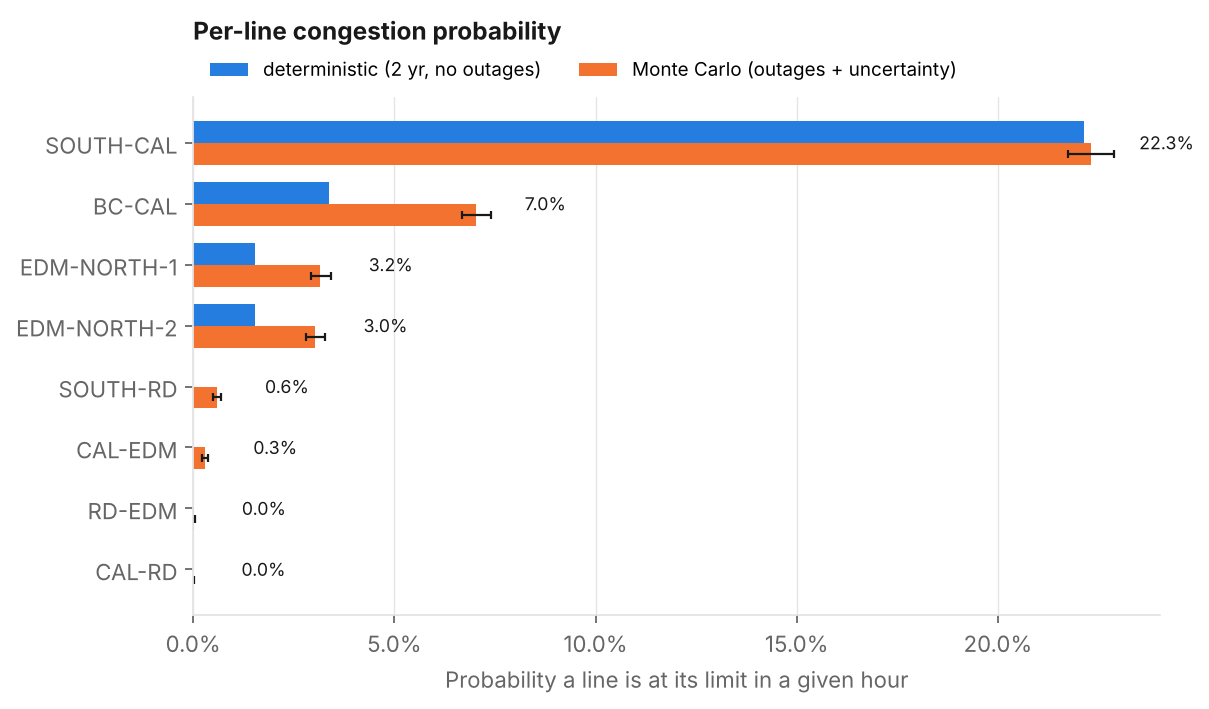 Per-line congestion probability
deterministic (2 yr, no outages) Monte Carlo (outages + uncertainty)
SOUTH-CAL 22.3%
BC-CAL 7.0%
EDM-NORTH-1 3.2%
EDM-NORTH-2 3.0%
SOUTH-RD 0.6%
CAL-EDM 0.3%
RD-EDM 0.0%
CAL-RD 0.0%
0.0% 5.0% 10.0% 15.0% 20.0%
Probability a line is at its limit in a given hour